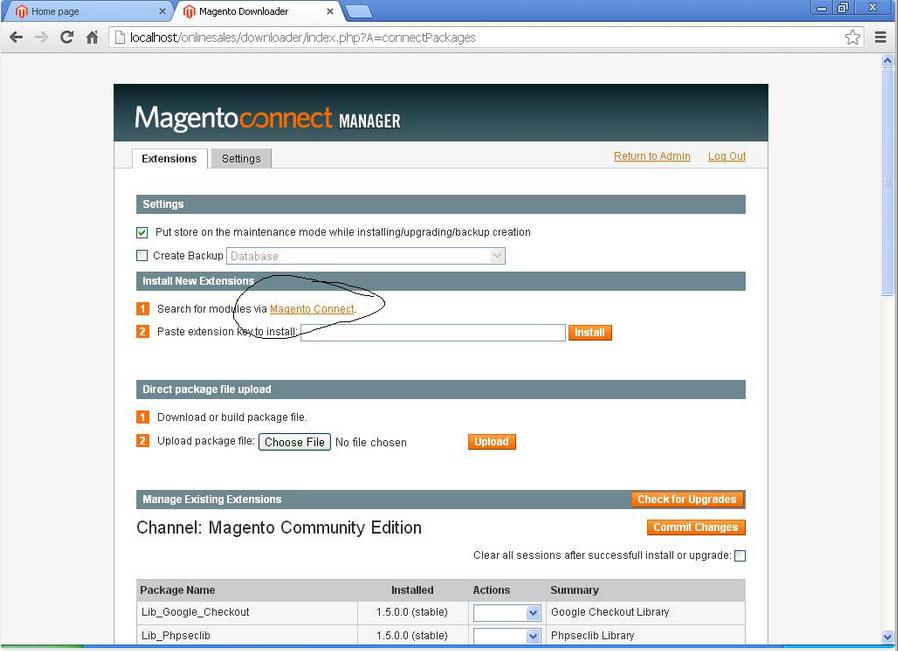 Home page
Magento Downloader
localhost/onlinesales/downloader/index.php?A=connectPackages
Magentoconnect MANAGER
Extensions Settings Return to Admin Log Out
Settings
Put store on the maintenance mode while installing/upgrading/backup creation
Create Backup Database
Install New Extensions
1 Search for modules via Magento Connect.
2 Paste extension key to install: Install
Direct package file upload
1 Download or build package file.
2 Upload package file: Choose File No file chosen Upload
Manage Existing Extensions Check for Upgrades
Channel: Magento Community Edition Commit Changes
Clear all sessions after successfull install or upgrade:
Package Name Installed Actions Summary
Lib_Google_Checkout 1.5.0.0 (stable) Google Checkout Library
Lib_Phpseclib 1.5.0.0 (stable) Phpseclib Library